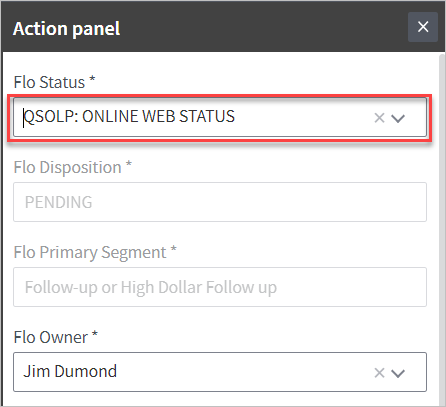 Action panel
Flo Status *
QSOLP: ONLINE WEB STATUS
Flo Disposition *
PENDING
Flo Primary Segment *
Follow-up or High Dollar Follow up
Flo Owner *
Jim Dumond